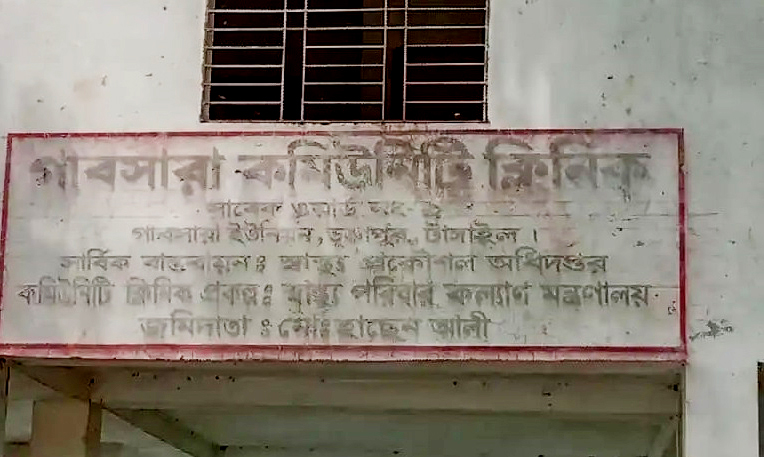 গাবসারা কমিউনিটি ক্লিনিক
সাবেক ওয়ার্ড নং-
গাবসারা ইউনিয়ন, ভূঞাপুর, টাঙ্গাইল ।
সার্বিক বাস্তবায়ন ঃ স্বাস্থ্য প্রকৌশল অধিদপ্তর
কমিউনিটি ক্লিনিক প্রকল্প ঃ স্বাস্থ্য পরিবার কল্যাণ মন্ত্রণালয়
জমিদাতা ঃ মোঃ হাছেন আলী